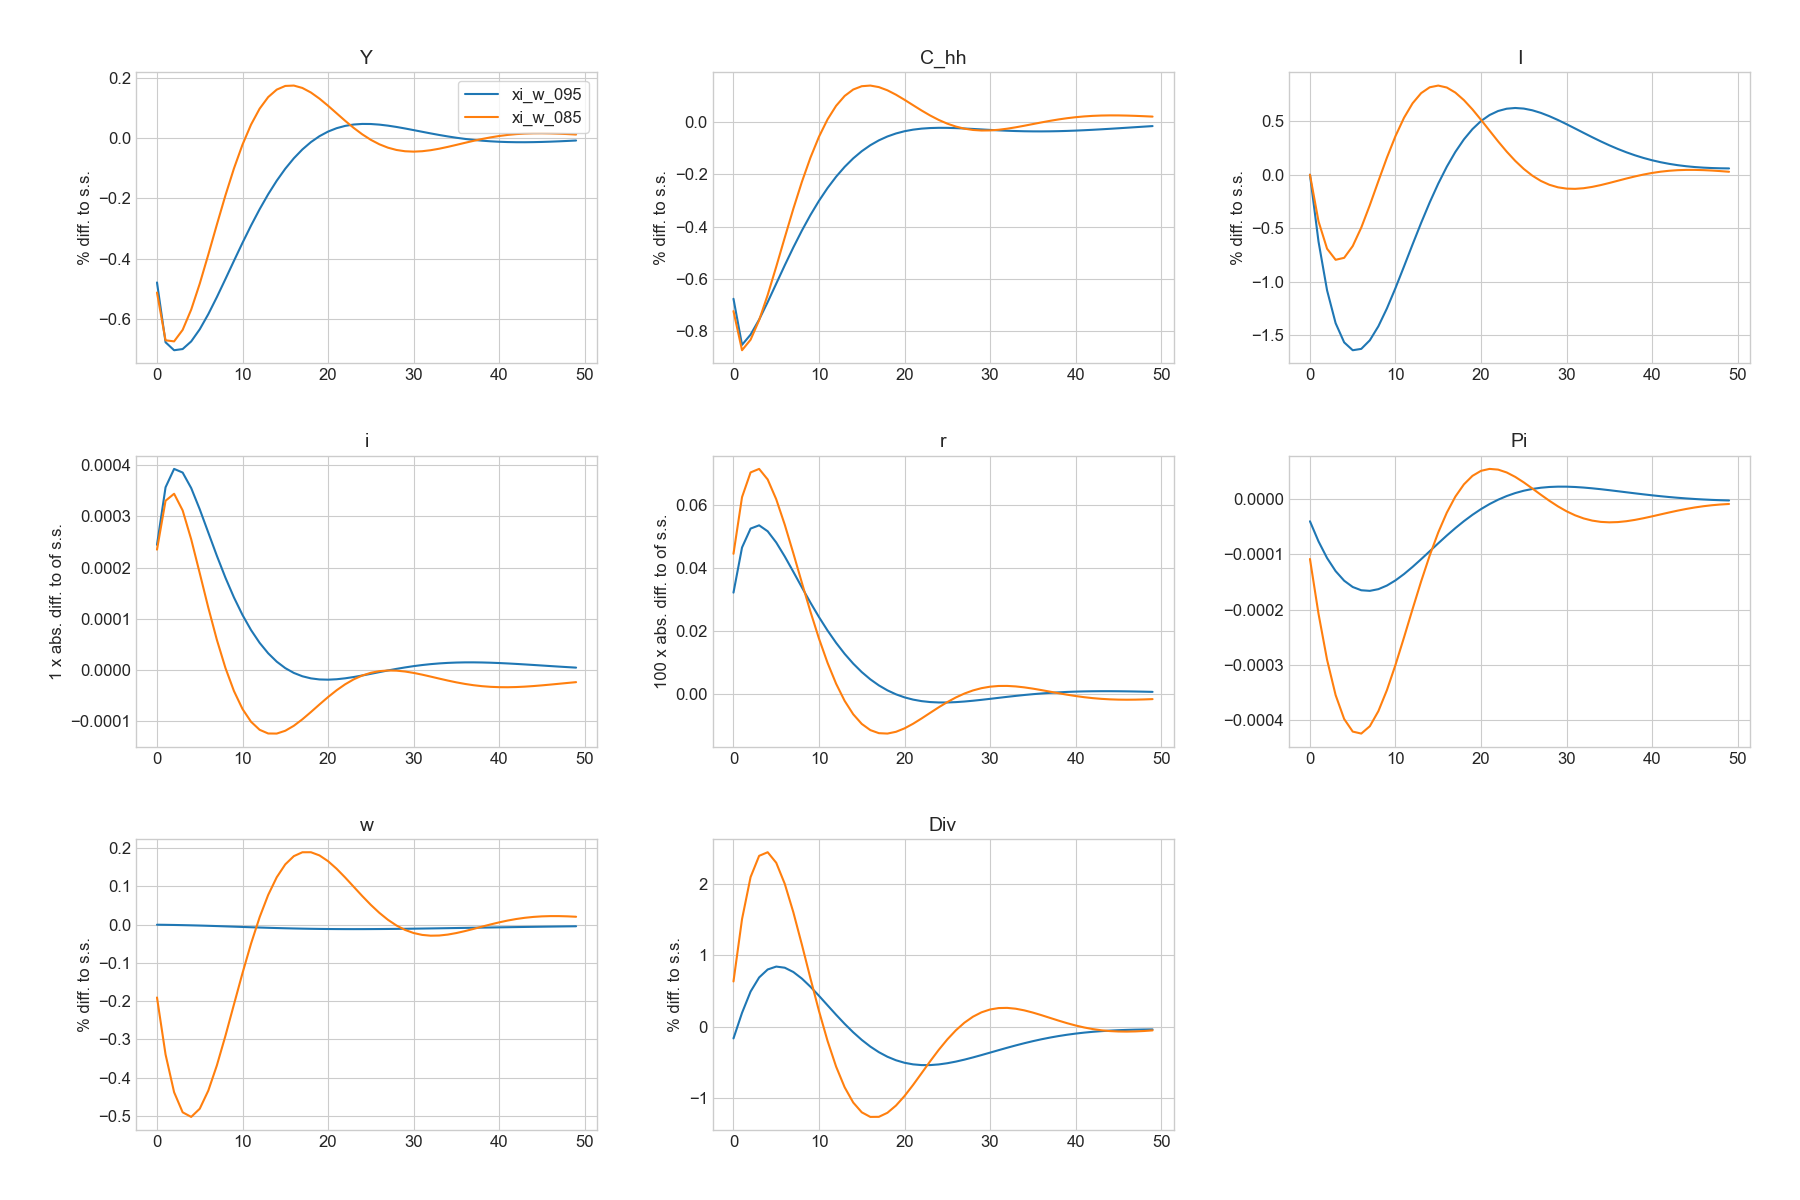 Y
% diff. to s.s.
0.2
0.0
−0.2
−0.4
−0.6
0 10 20 30 40 50
xi_w_095
xi_w_085
C_hh
% diff. to s.s.
0.0
−0.2
−0.4
−0.6
−0.8
0 10 20 30 40 50
I
% diff. to s.s.
0.5
0.0
−0.5
−1.0
−1.5
0 10 20 30 40 50
i
1 x abs. diff. to of s.s.
0.0004
0.0003
0.0002
0.0001
0.0000
−0.0001
0 10 20 30 40 50
r
100 x abs. diff. to of s.s.
0.06
0.04
0.02
0.00
0 10 20 30 40 50
Pi
0.0000
−0.0001
−0.0002
−0.0003
−0.0004
0 10 20 30 40 50
w
% diff. to s.s.
0.2
0.1
0.0
−0.1
−0.2
−0.3
−0.4
−0.5
0 10 20 30 40 50
Div
% diff. to s.s.
2
1
0
−1
0 10 20 30 40 50